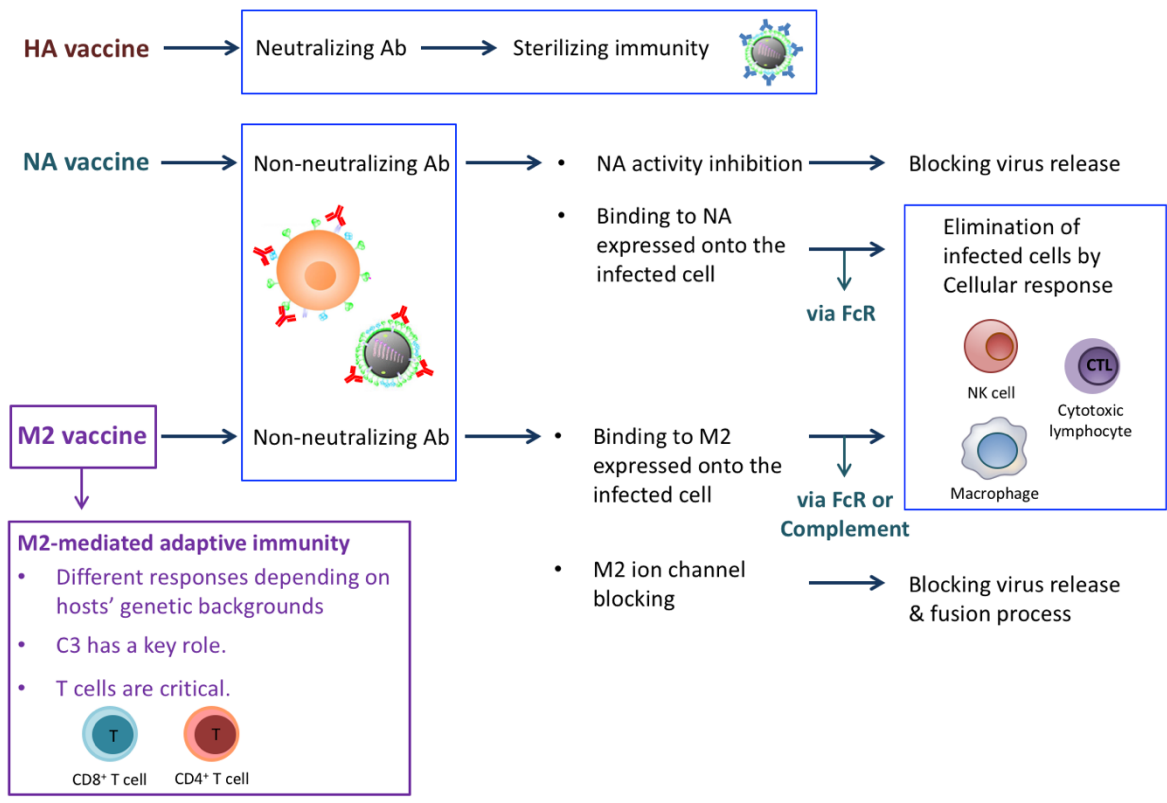 HA vaccine
Neutralizing Ab
Sterilizing immunity
NA vaccine
Non-neutralizing Ab
• NA activity inhibition
Blocking virus release
• Binding to NA
expressed onto the
infected cell
via FcR
Elimination of
infected cells by
Cellular response
NK cell
CTL
Cytotoxic
lymphocyte
Macrophage
M2 vaccine
Non-neutralizing Ab
• Binding to M2
expressed onto the
infected cell
via FcR or
Complement
• M2 ion channel
blocking
Blocking virus release
& fusion process
M2-mediated adaptive immunity
• Different responses depending on
hosts’ genetic backgrounds
• C3 has a key role.
• T cells are critical.
T
T
CD8⁺ T cell
CD4⁺ T cell